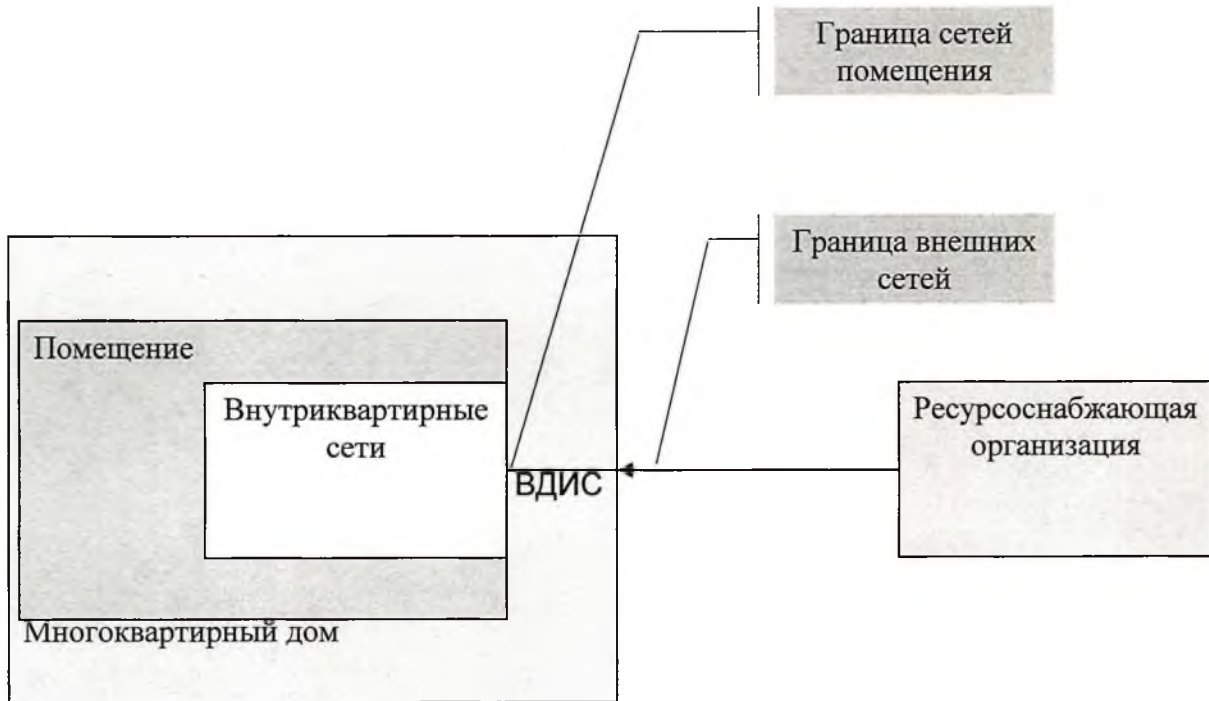 Граница сетей
помещения
Граница внешних
сетей
Помещение
Внутриквартирные
сети
ВДИС
Ресурсоснабжающая
организация
Многоквартирный дом